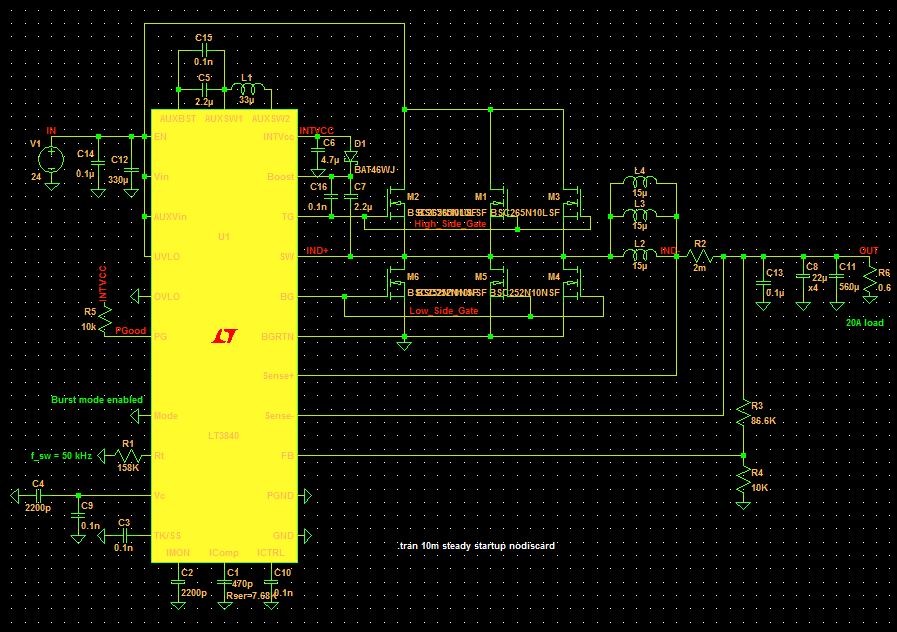 C15
0.1n
C5
2.2µ
L1
33µ
AUXBST AUXSW1 AUXSW2
IN
V1
24
C14
0.1µ
C12
330µ
EN
Vin
AUXVin
UVLO
OVLO
PG
Mode
Rt
Vc
TK/SS
IMON IComp ICTRL
U1
LT
LT3840
INTVcc
Boost
TG
SW
BG
BGRTN
Sense+
Sense-
FB
PGND
GND
INTVCC
C6
4.7µ
D1
BAT46WJ
C16
0.1n
C7
2.2µ
IND+
M2
M1
M3
BSC265N10LSF
High_Side_Gate
M6
M5
M4
BSC252N10NSF
Low_Side_Gate
L4
15µ
L3
15µ
L2
15µ
IND-
R2
2m
OUT
C13
0.1µ
C8
22µ
x4
C11
560µ
R6
0.6
20A load
INTVCC
R5
10k
PGood
Burst mode enabled
R1
158K
f_sw = 50 kHz
C4
2200p
C9
0.1n
C3
0.1n
C2
2200p
C1
470p
Rser=7.68K
C10
0.1n
R3
86.6K
R4
10K
.tran 10m steady startup nodiscard